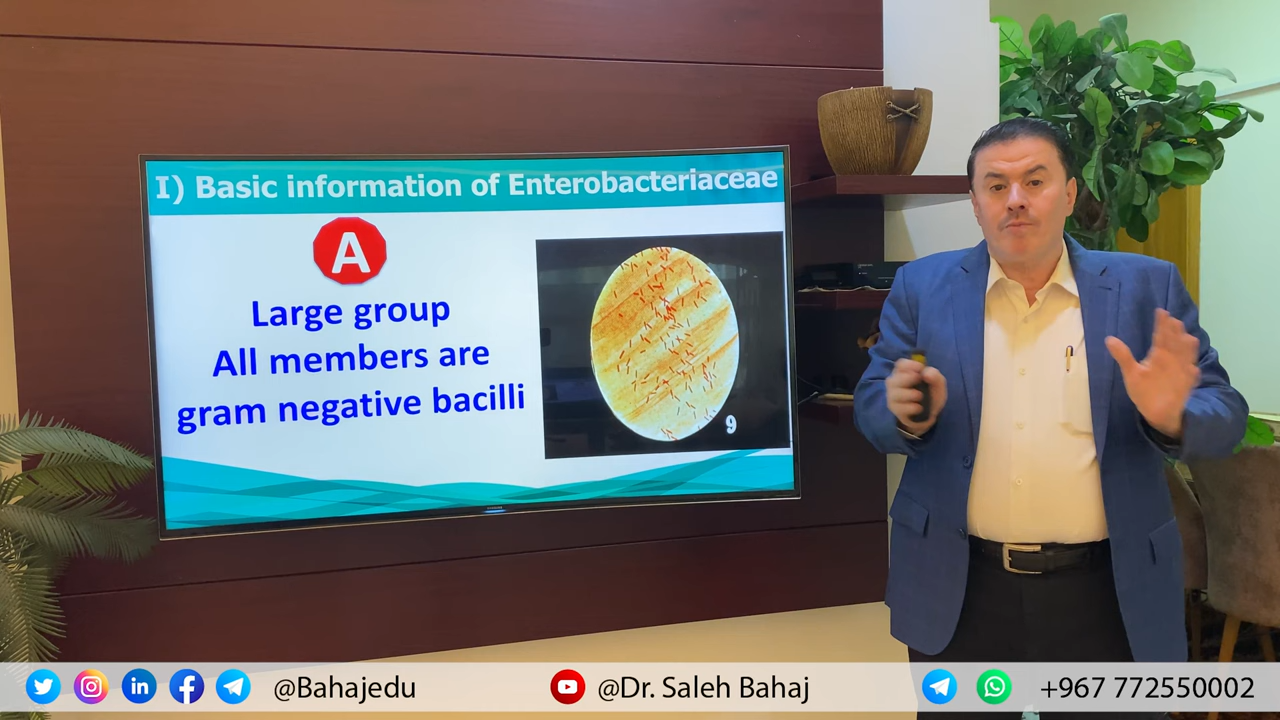 I) Basic information of Enterobacteriaceae
A
Large group
All members are
gram negative bacilli
9
@Bahajedu
@Dr. Saleh Bahaj
+967 772550002